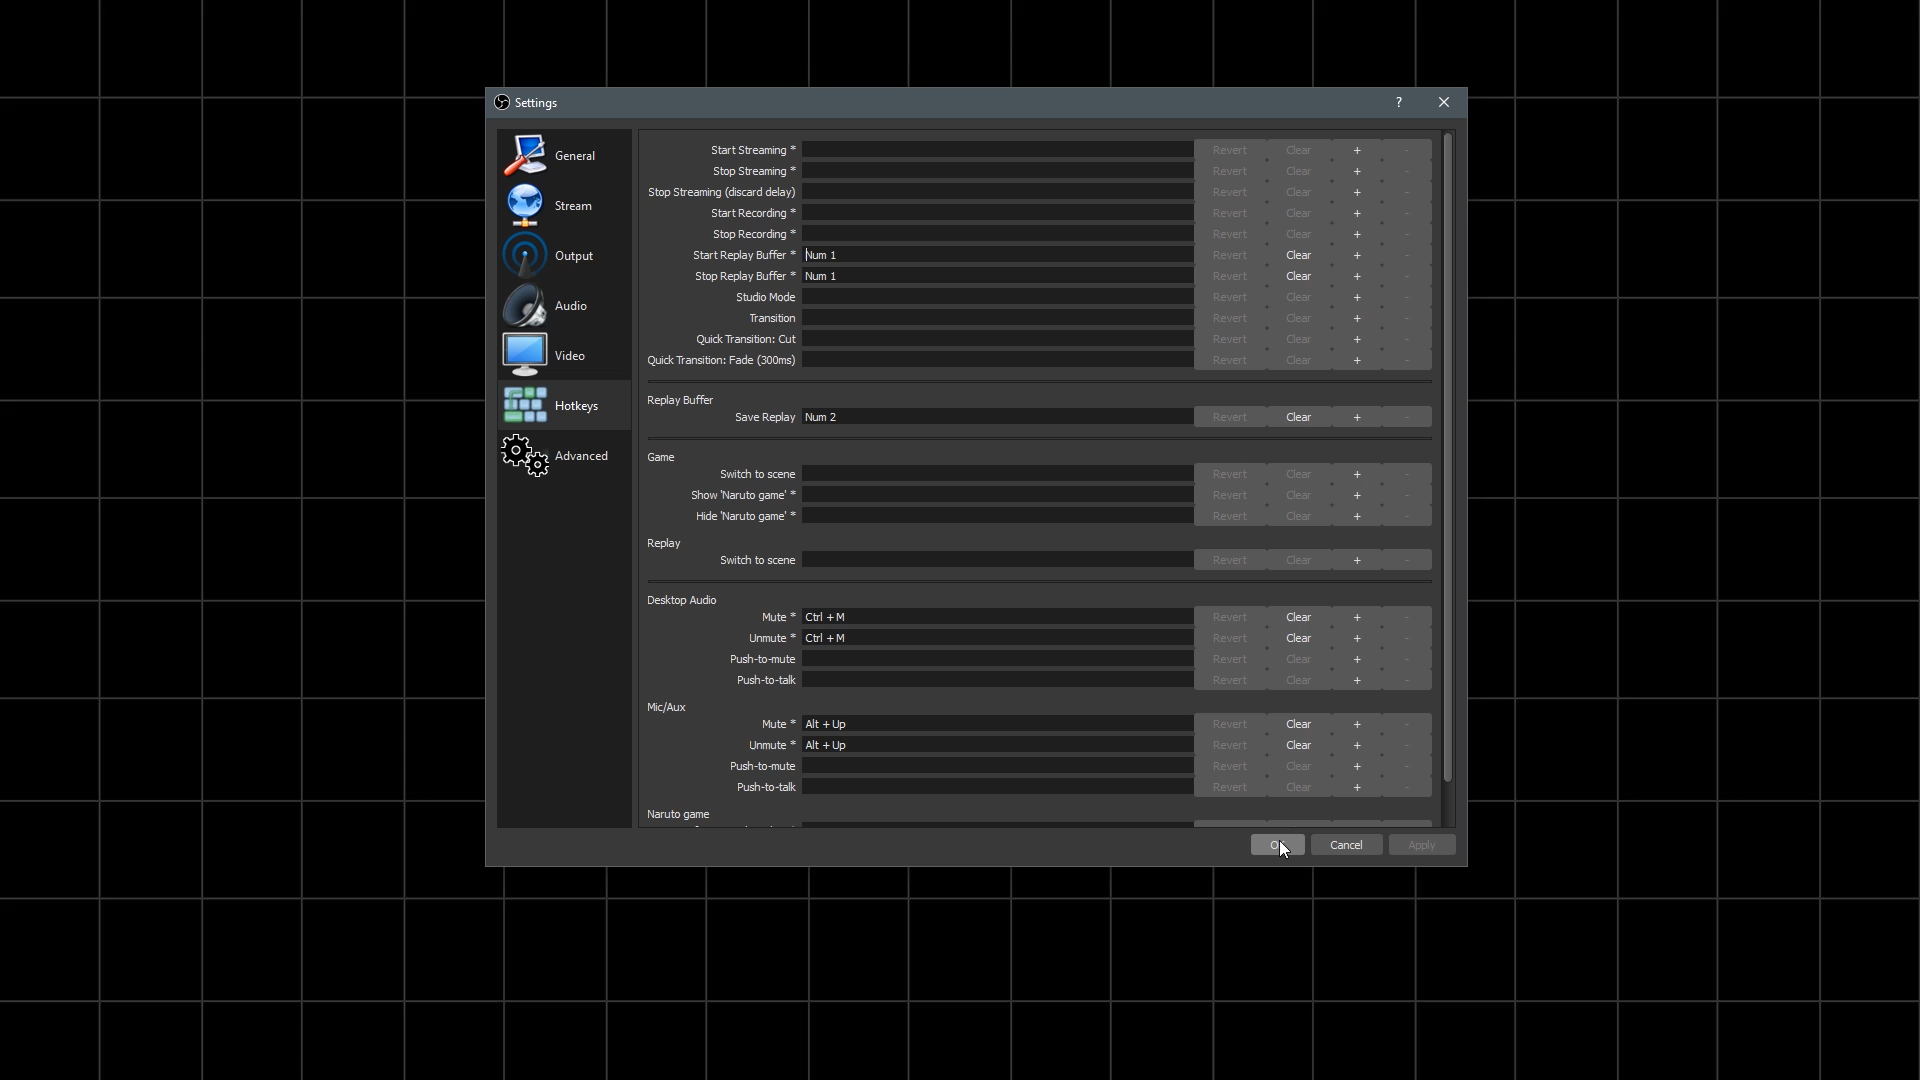 Settings ?
General
Stream
Output
Audio
Video
Hotkeys
Advanced
Start Streaming * Revert Clear + -
Stop Streaming * Revert Clear + -
Stop Streaming (discard delay) Revert Clear + -
Start Recording * Revert Clear + -
Stop Recording * Revert Clear + -
Start Replay Buffer * Num 1 Revert Clear + -
Stop Replay Buffer * Num 1 Revert Clear + -
Studio Mode Revert Clear + -
Transition Revert Clear + -
Quick Transition: Cut Revert Clear + -
Quick Transition: Fade (300ms) Revert Clear + -
Replay Buffer
Save Replay Num 2 Revert Clear + -
Game
Switch to scene Revert Clear + -
Show 'Naruto game' * Revert Clear + -
Hide 'Naruto game' * Revert Clear + -
Replay
Switch to scene Revert Clear + -
Desktop Audio
Mute * Ctrl + M Revert Clear + -
Unmute * Ctrl + M Revert Clear + -
Push-to-mute Revert Clear + -
Push-to-talk Revert Clear + -
Mic/Aux
Mute * Alt + Up Revert Clear + -
Unmute * Alt + Up Revert Clear + -
Push-to-mute Revert Clear + -
Push-to-talk Revert Clear + -
Naruto game
Cancel Apply